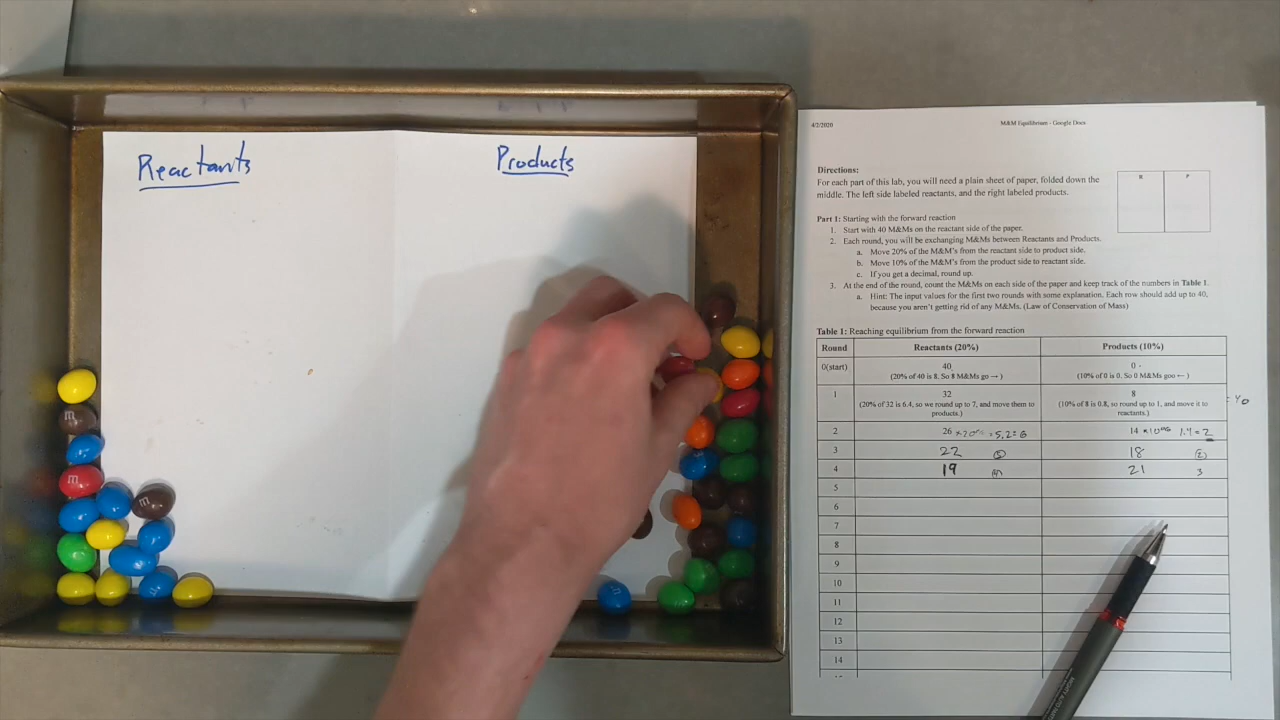 Reactants
Products
4/2/2020
M&M Equilibrium - Google Docs
Directions:
For each part of this lab, you will need a plain sheet of paper, folded down the
middle. The left side labeled reactants, and the right labeled products.
R
P
Part 1: Starting with the forward reaction
1. Start with 40 M&Ms on the reactant side of the paper.
2. Each round, you will be exchanging M&Ms between Reactants and Products.
a. Move 20% of the M&M's from the reactant side to product side.
b. Move 10% of the M&M's from the product side to reactant side.
c. If you get a decimal, round up.
3. At the end of the round, count the M&Ms on each side of the paper and keep track of the numbers in Table 1.
a. Hint: The input values for the first two rounds with some explanation. Each row should add up to 40,
because you aren't getting rid of any M&Ms. (Law of Conservation of Mass)
Table 1: Reaching equilibrium from the forward reaction
Round Reactants (20%) Products (10%)
0(start) 40 0
(20% of 40 is 8. So 8 M&Ms go → ) (10% of 0 is 0. So 0 M&Ms goo ← )
1 32 8
(20% of 32 is 6.4, so we round up to 7, and move them to products.) (10% of 8 is 0.8, so round up to 1, and move it to reactants.) = 40
2 26 ×20% = 5.2 = 6 14 ×10% 1.4 = 2
3 22 5 18 2
4 19 21 3
5
6
7
8
9
10
11
12
13
14
m
m
m
m